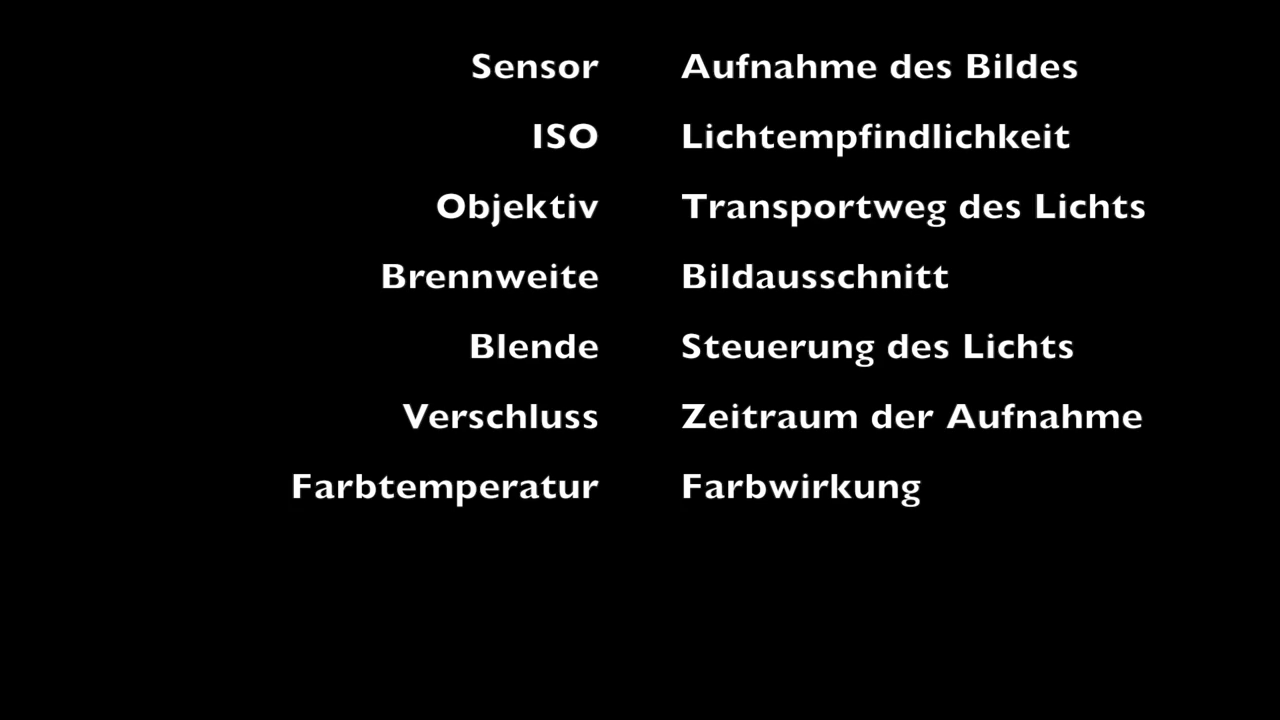 Sensor Aufnahme des Bildes
ISO Lichtempfindlichkeit
Objektiv Transportweg des Lichts
Brennweite Bildausschnitt
Blende Steuerung des Lichts
Verschluss Zeitraum der Aufnahme
Farbtemperatur Farbwirkung